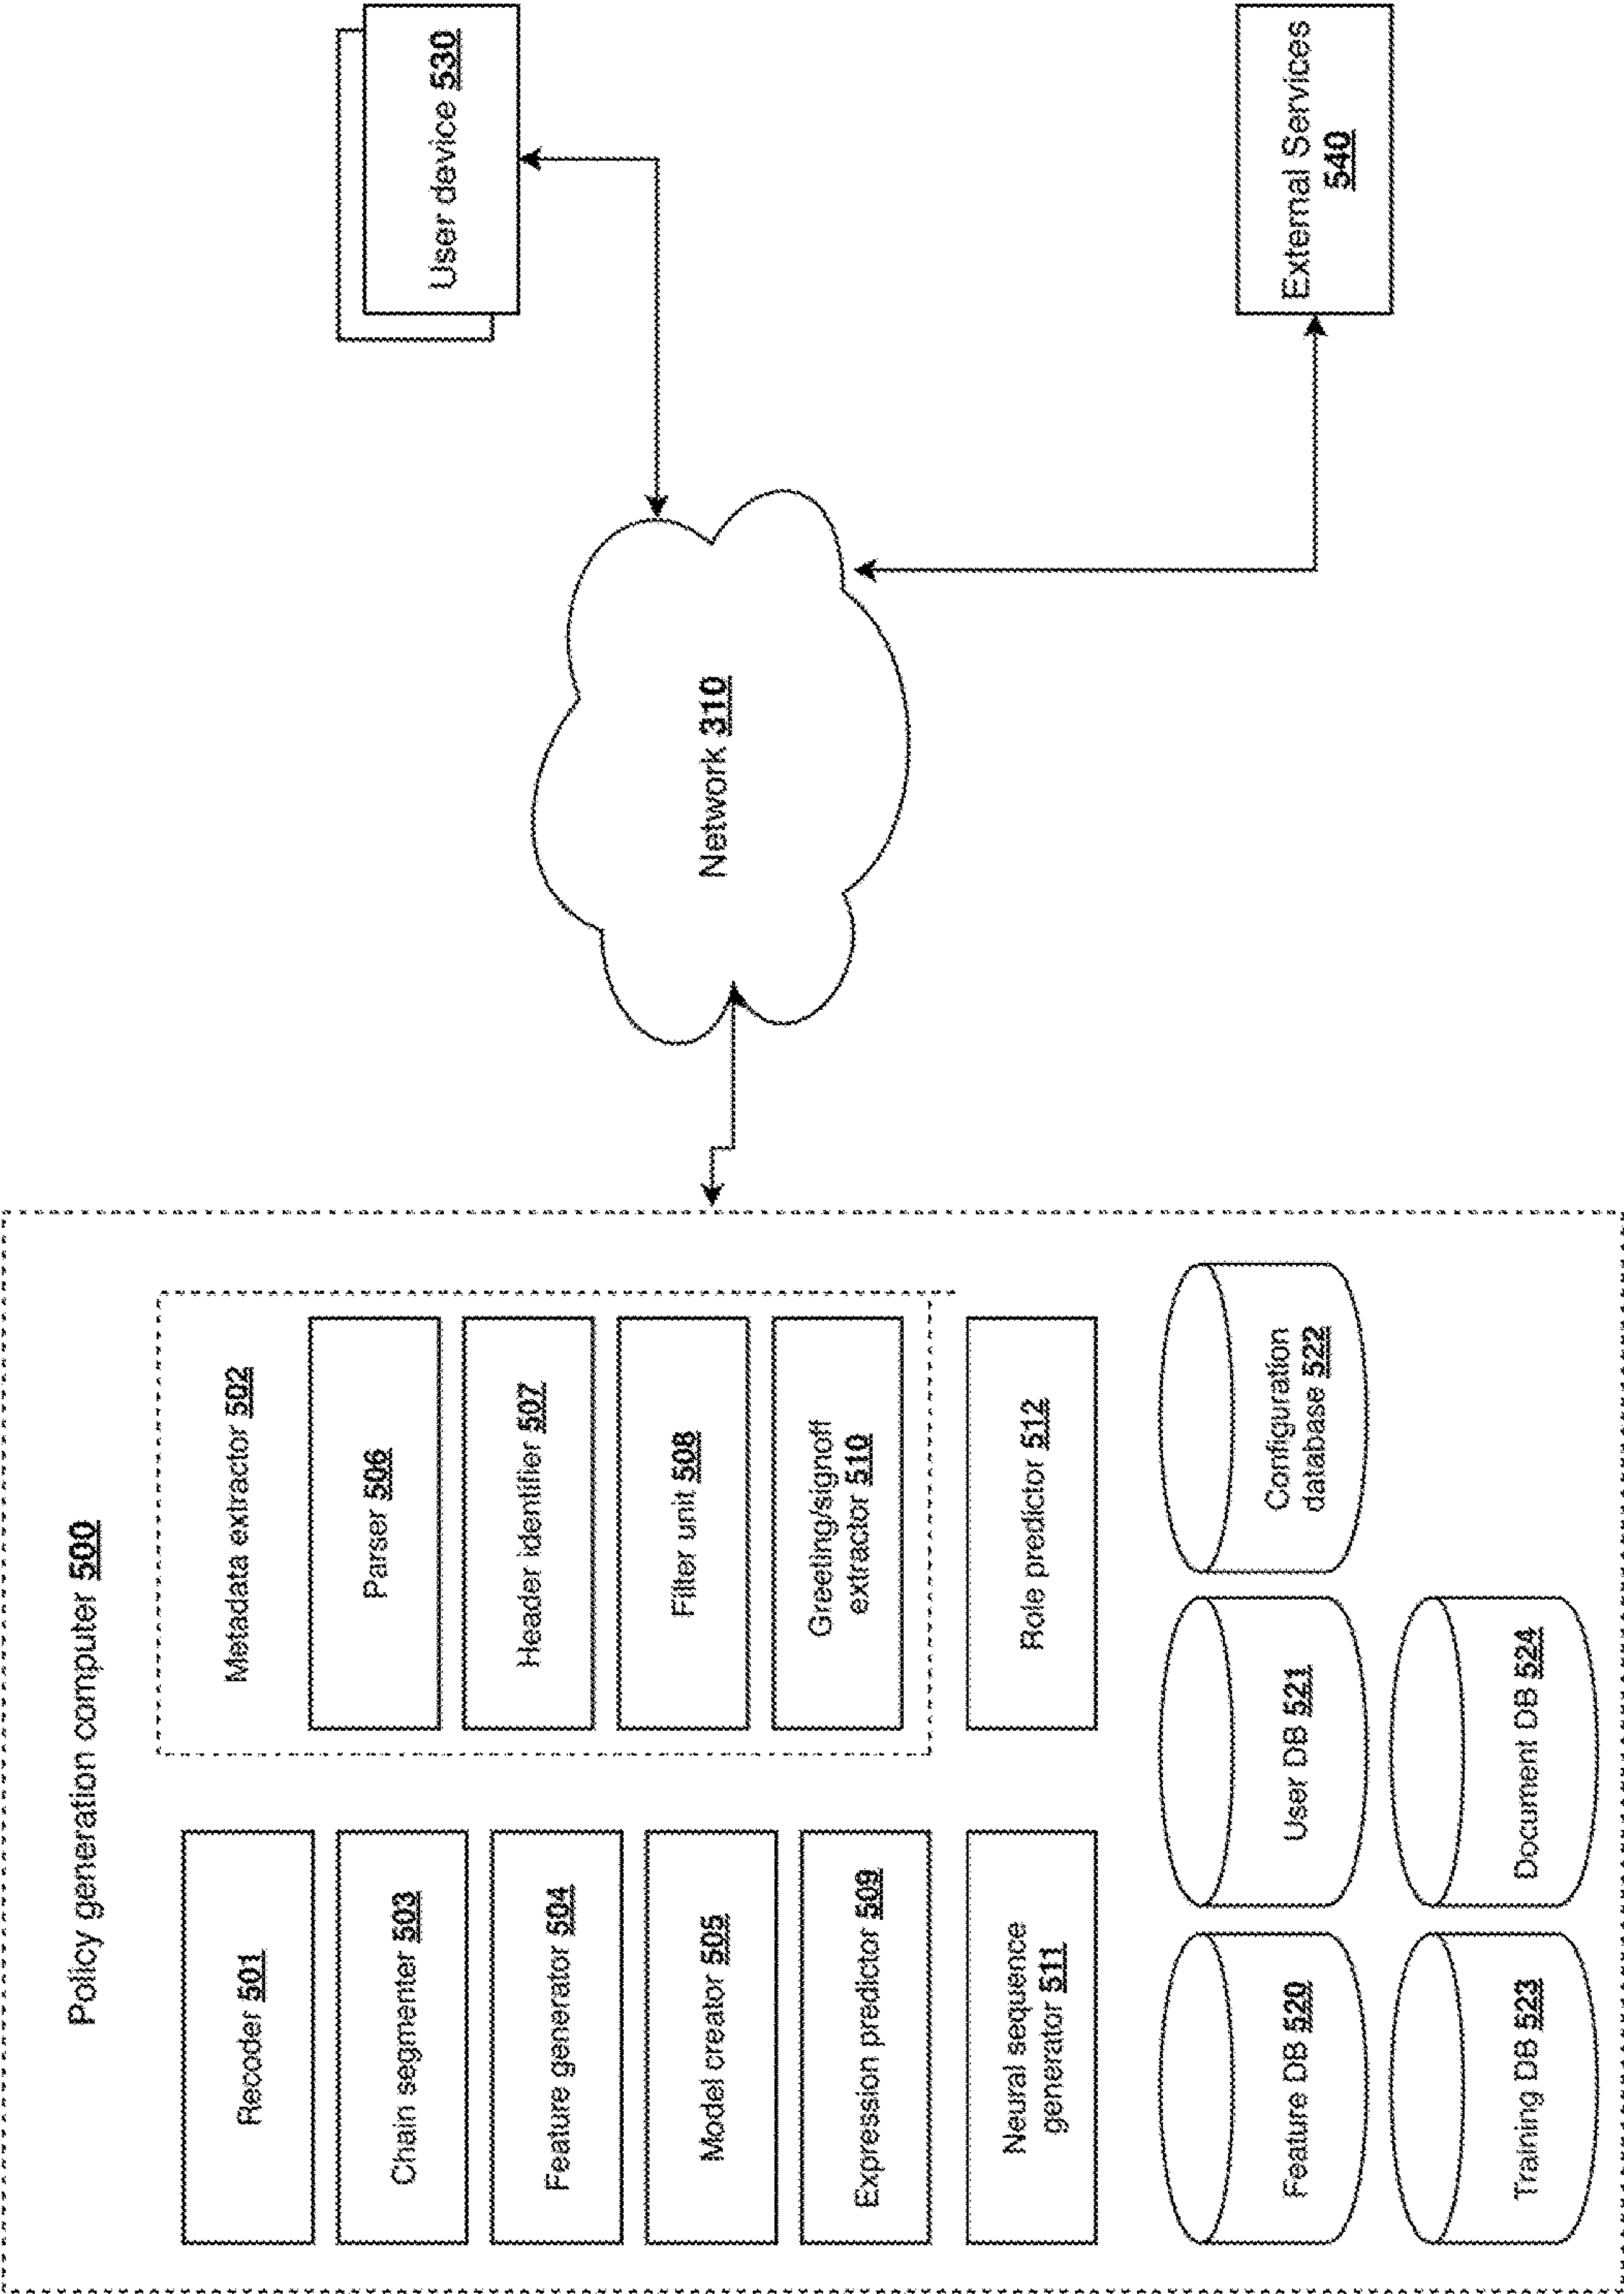 Policy generation computer 500
Recoder 501
Chain segmenter 503
Feature generator 504
Model creator 505
Expression predictor 509
Neural sequence
generator 511
Metadata extractor 502
Parser 506
Header identifier 507
Filter unit 508
Greeting/signoff
extractor 510
Role predictor 512
Feature DB 520
User DB 521
Configuration
database 522
Training DB 523
Document DB 524
Network 310
User device 530
External Services
540